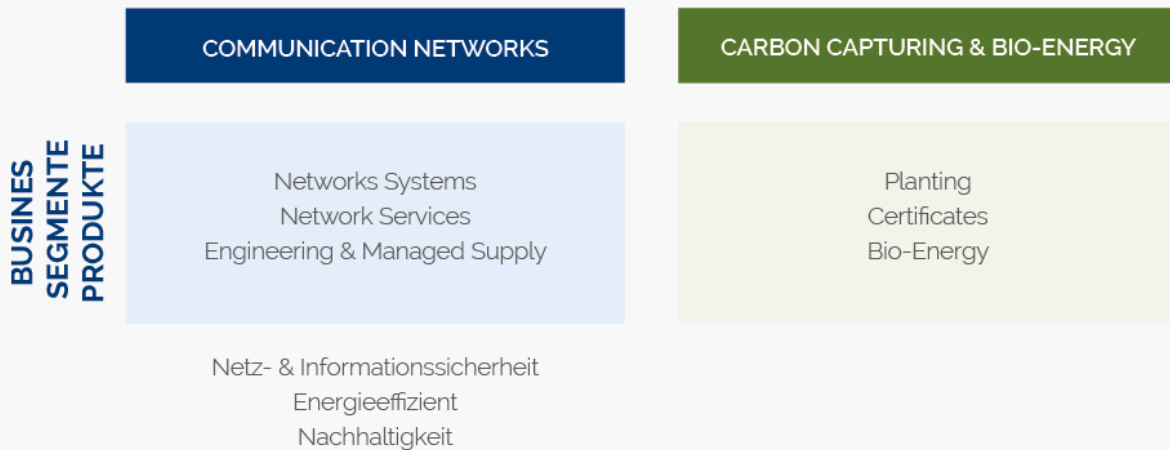 COMMUNICATION NETWORKS
CARBON CAPTURING & BIO-ENERGY
BUSINES
SEGMENTE
PRODUKTE
Networks Systems
Network Services
Engineering & Managed Supply
Planting
Certificates
Bio-Energy
Netz- & Informationssicherheit
Energieeffizient
Nachhaltigkeit